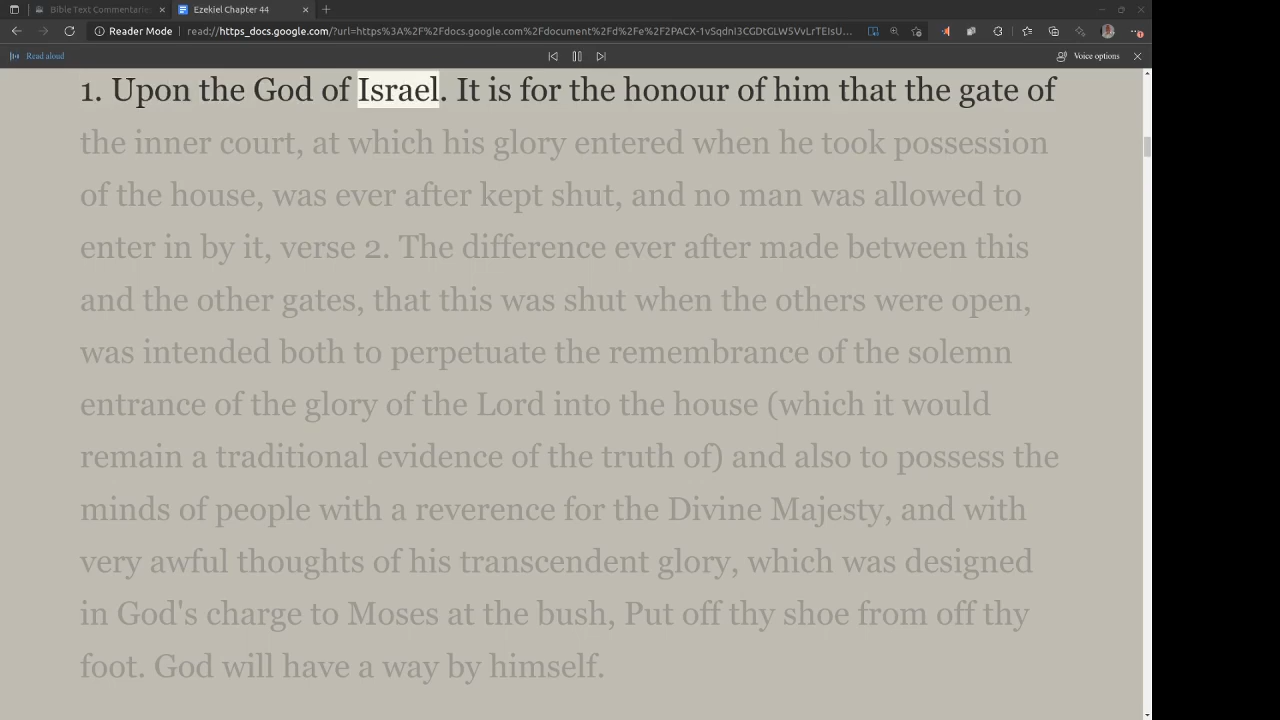 Bible Text Commentarie
Ezekiel Chapter 44
Reader Mode
read://https_docs.google.com/?url=https%3A%2F%2Fdocs.google.com%2Fdocument%2Fd%2Fe%2F2PACX-1vSqdnI3CGDtGLW5VvLrTEIsU...
Read aloud
Voice options
1. Upon the God of Israel. It is for the honour of him that the gate of
the inner court, at which his glory entered when he took possession
of the house, was ever after kept shut, and no man was allowed to
enter in by it, verse 2. The difference ever after made between this
and the other gates, that this was shut when the others were open,
was intended both to perpetuate the remembrance of the solemn
entrance of the glory of the Lord into the house (which it would
remain a traditional evidence of the truth of) and also to possess the
minds of people with a reverence for the Divine Majesty, and with
very awful thoughts of his transcendent glory, which was designed
in God's charge to Moses at the bush, Put off thy shoe from off thy
foot. God will have a way by himself.